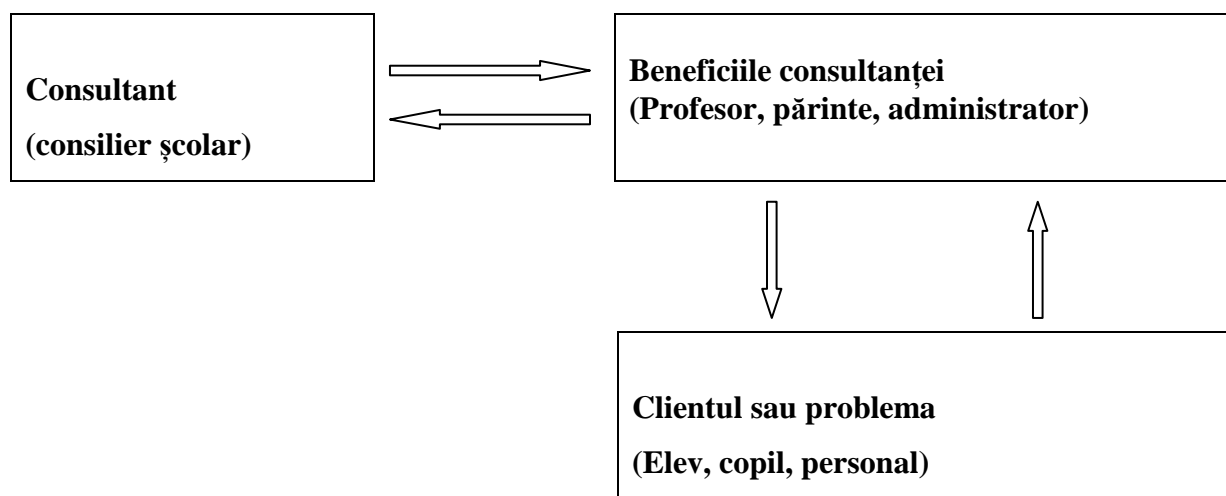 Consultant
(consilier școlar)
Beneficiile consultanței
(Profesor, părinte, administrator)
Clientul sau problema
(Elev, copil, personal)